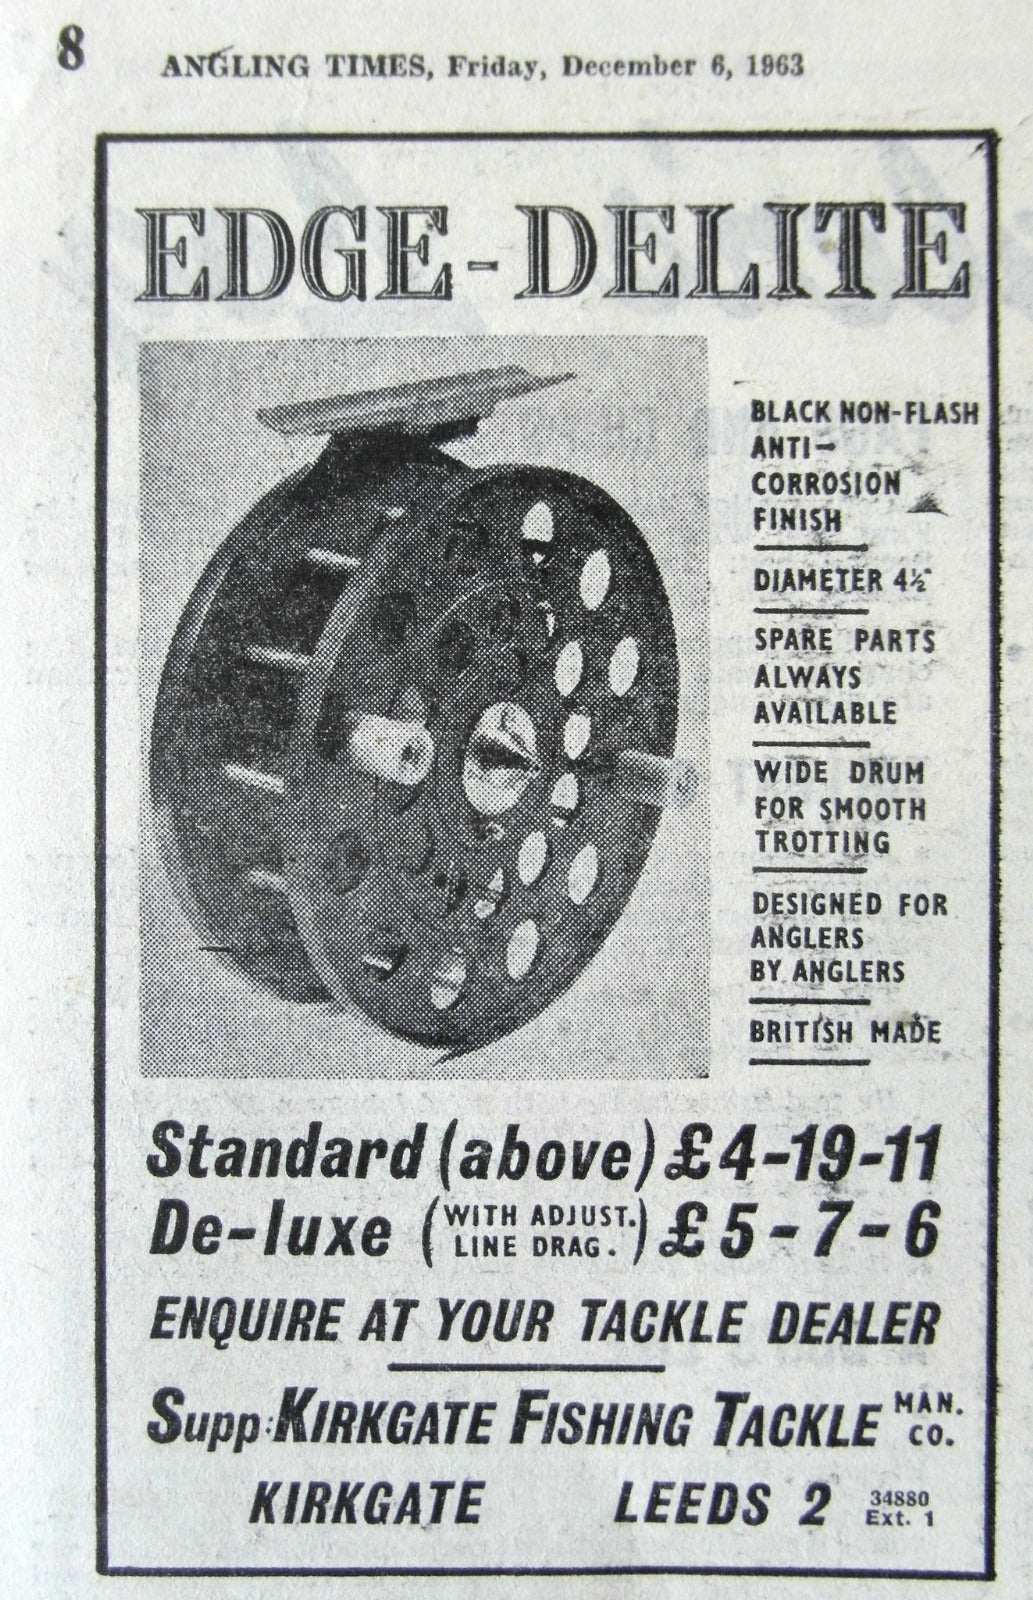 8
ANGLING TIMES, Friday, December 6, 1963
EDGE-DELITE
BLACK NON-FLASH
ANTI-
CORROSION
FINISH
DIAMETER 4½"
SPARE PARTS
ALWAYS
AVAILABLE
WIDE DRUM
FOR SMOOTH
TROTTING
DESIGNED FOR
ANGLERS
BY ANGLERS
BRITISH MADE
Standard (above) £4-19-11
De-luxe (WITH ADJUST. LINE DRAG.) £5-7-6
ENQUIRE AT YOUR TACKLE DEALER
Supp: KIRKGATE FISHING TACKLE MAN. CO.
KIRKGATE LEEDS 2 34880 Ext. 1